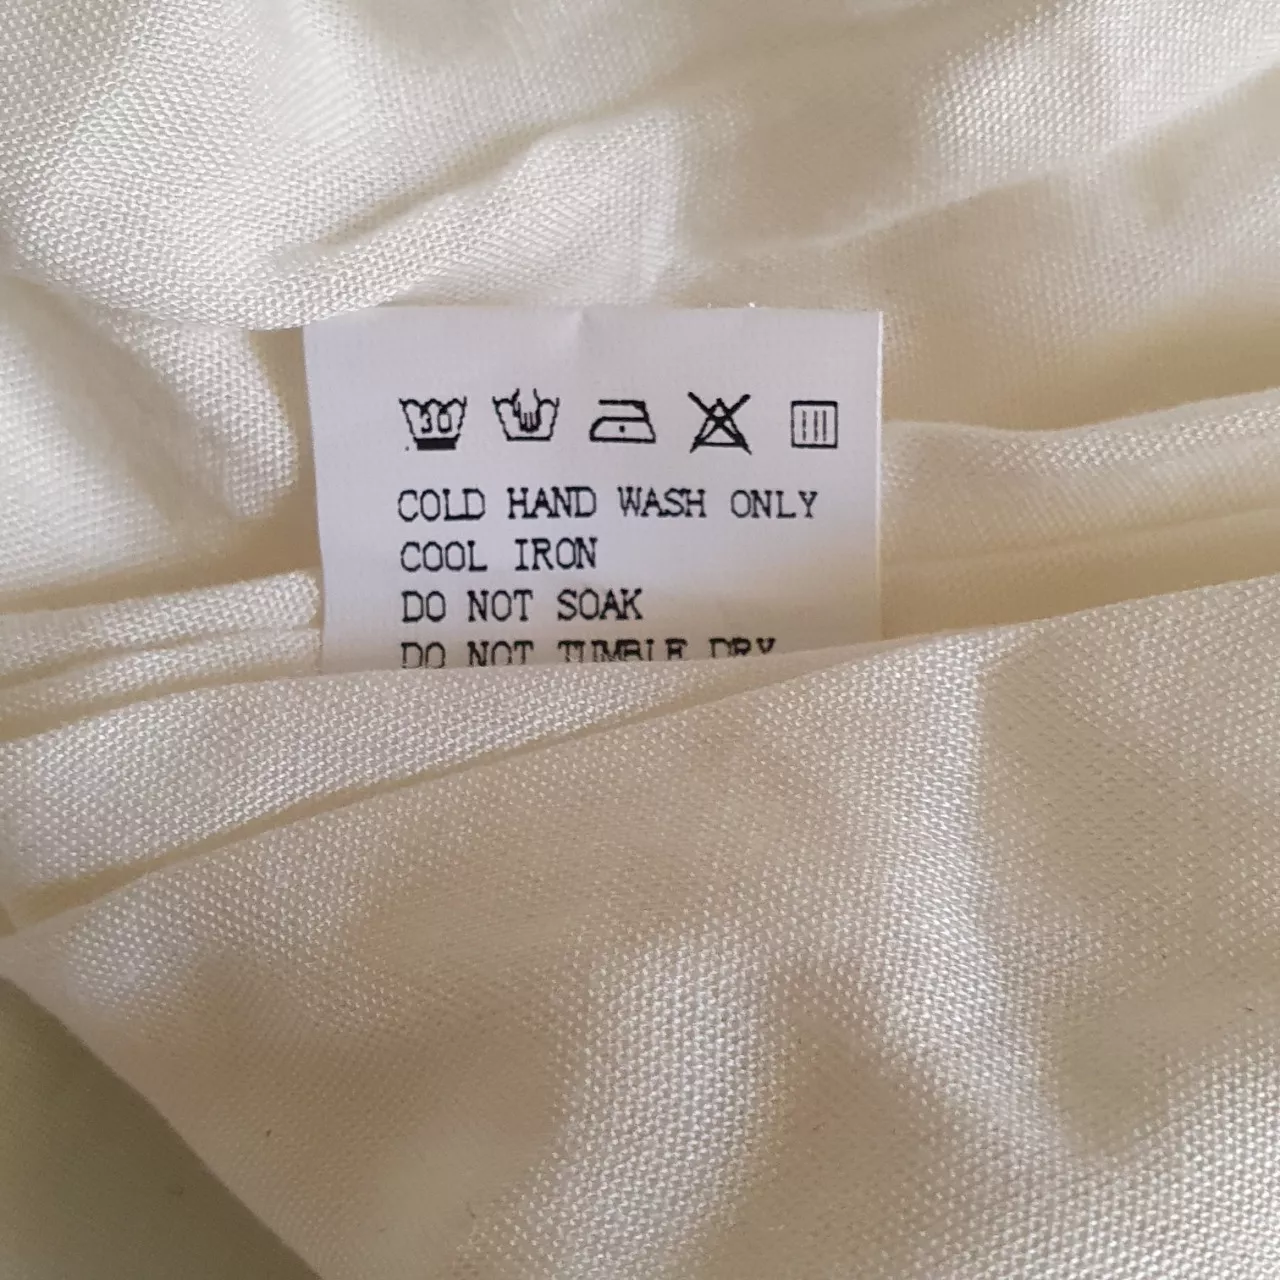 30
COLD HAND WASH ONLY
COOL IRON
DO NOT SOAK
DO NOT TUMBLE DRY